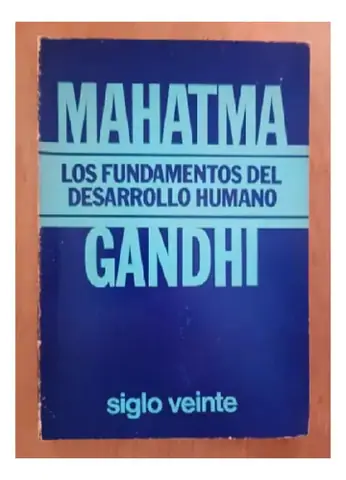 MAHATMA
LOS FUNDAMENTOS DEL
DESARROLLO HUMANO
GANDHI
siglo veinte